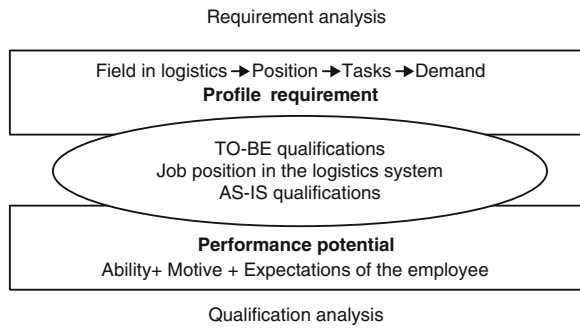 Requirement analysis
Field in logistics → Position → Tasks → Demand
Profile requirement
TO-BE qualifications
Job position in the logistics system
AS-IS qualifications
Performance potential
Ability+ Motive + Expectations of the employee
Qualification analysis